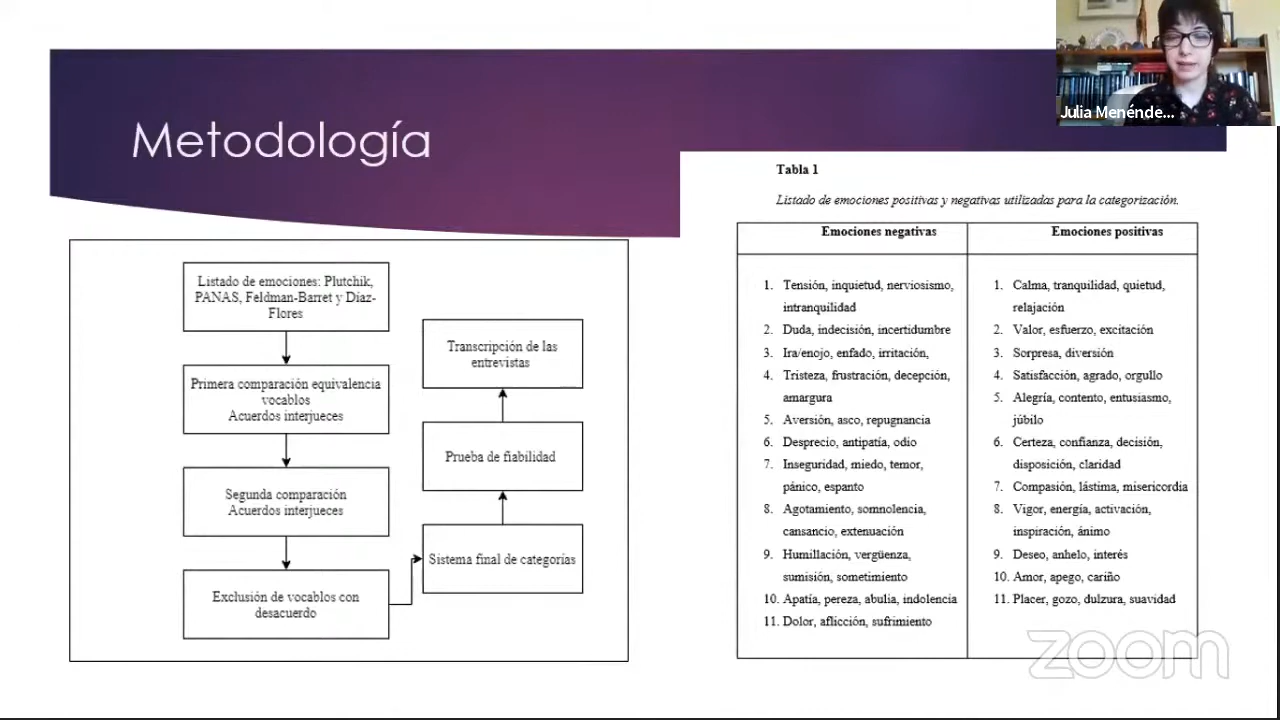 Julia Menénde...
Metodología
Listado de emociones: Plutchik,
PANAS, Feldman-Barret y Díaz-
Flores
Primera comparación equivalencia
vocablos
Acuerdos interjueces
Segunda comparación
Acuerdos interjueces
Exclusión de vocablos con
desacuerdo
Transcripción de las
entrevistas
Prueba de fiabilidad
Sistema final de categorías
Tabla 1
Listado de emociones positivas y negativas utilizadas para la categorización.
Emociones negativas
1. Tensión, inquietud, nerviosismo,
intranquilidad
2. Duda, indecisión, incertidumbre
3. Ira/enojo, enfado, irritación,
4. Tristeza, frustración, decepción,
amargura
5. Aversión, asco, repugnancia
6. Desprecio, antipatía, odio
7. Inseguridad, miedo, temor,
pánico, espanto
8. Agotamiento, somnolencia,
cansancio, extenuación
9. Humillación, vergüenza,
sumisión, sometimiento
10. Apatía, pereza, abulia, indolencia
11. Dolor, aflicción, sufrimiento
Emociones positivas
1. Calma, tranquilidad, quietud,
relajación
2. Valor, esfuerzo, excitación
3. Sorpresa, diversión
4. Satisfacción, agrado, orgullo
5. Alegría, contento, entusiasmo,
júbilo
6. Certeza, confianza, decisión,
disposición, claridad
7. Compasión, lástima, misericordia
8. Vigor, energía, activación,
inspiración, ánimo
9. Deseo, anhelo, interés
10. Amor, apego, cariño
11. Placer, gozo, dulzura, suavidad
zoom